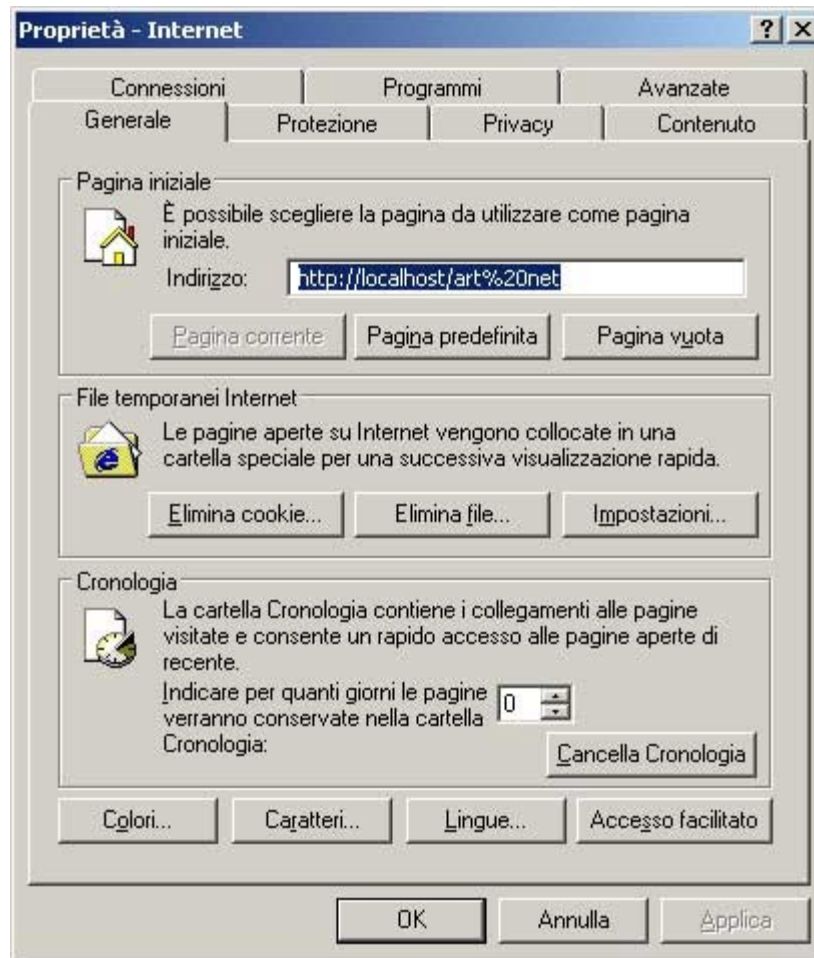 Proprietà - Internet
Connessioni Programmi Avanzate
Generale Protezione Privacy Contenuto
Pagina iniziale
È possibile scegliere la pagina da utilizzare come pagina
iniziale.
Indirizzo: http://localhost/art%20net
Pagina corrente Pagina predefinita Pagina vuota
File temporanei Internet
Le pagine aperte su Internet vengono collocate in una
cartella speciale per una successiva visualizzazione rapida.
Elimina cookie... Elimina file... Impostazioni...
Cronologia
La cartella Cronologia contiene i collegamenti alle pagine
visitate e consente un rapido accesso alle pagine aperte di
recente.
Indicare per quanti giorni le pagine 0
verranno conservate nella cartella
Cronologia:
Cancella Cronologia
Colori... Caratteri... Lingue... Accesso facilitato
OK Annulla Applica